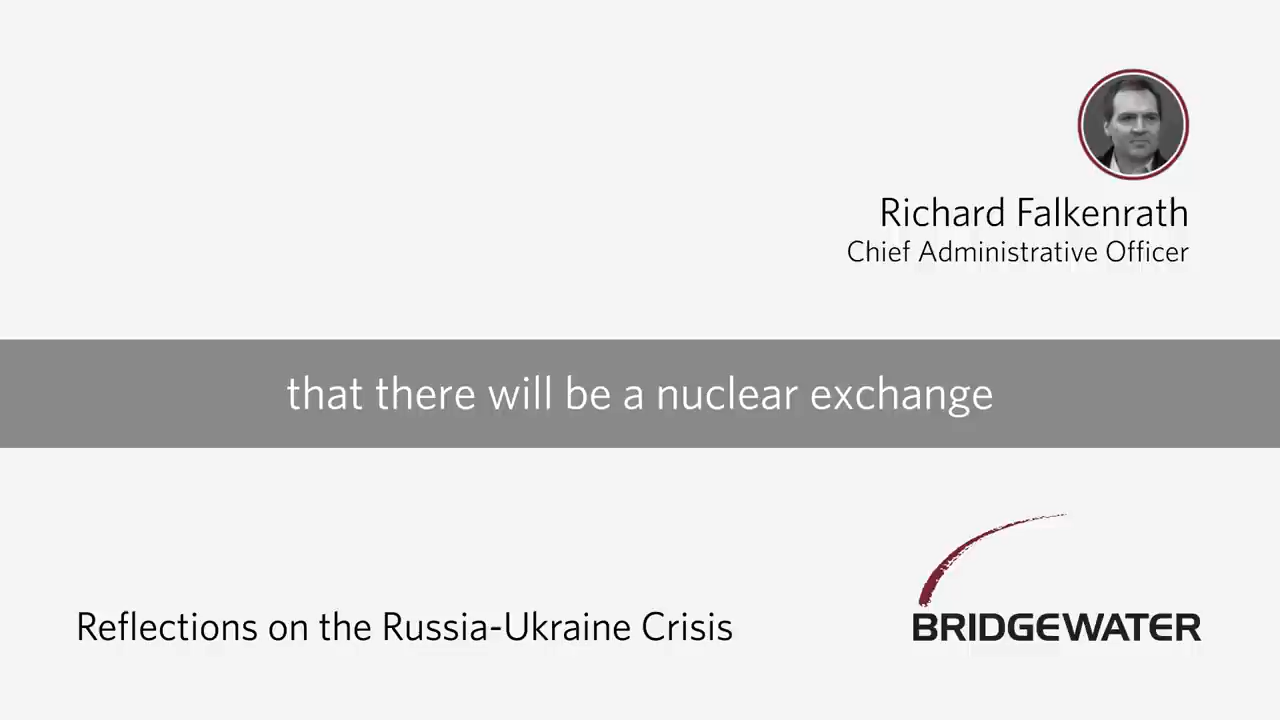 Richard Falkenrath
Chief Administrative Officer
that there will be a nuclear exchange
Reflections on the Russia-Ukraine Crisis
BRIDGEWATER